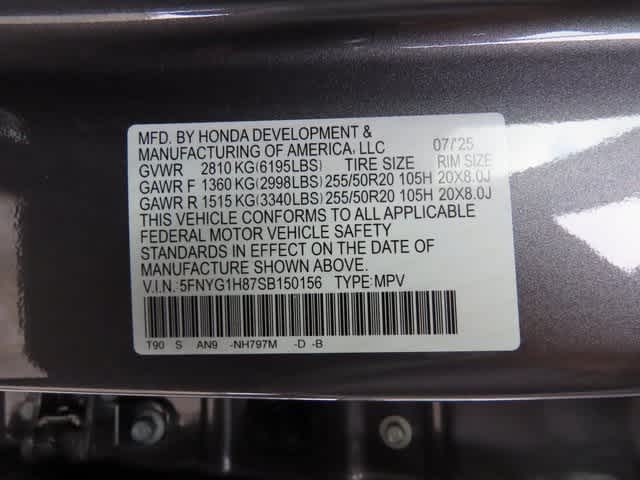 MFD. BY HONDA DEVELOPMENT &
MANUFACTURING OF AMERICA, LLC 07/'25
GVWR 2810 KG(6195LBS) TIRE SIZE RIM SIZE
GAWR F 1360 KG(2998LBS) 255/50R20 105H 20X8.0J
GAWR R 1515 KG(3340LBS) 255/50R20 105H 20X8.0J
THIS VEHICLE CONFORMS TO ALL APPLICABLE
FEDERAL MOTOR VEHICLE SAFETY
STANDARDS IN EFFECT ON THE DATE OF
MANUFACTURE SHOWN ABOVE.
V.I.N.:5FNYG1H87SB150156 TYPE:MPV
T90 S AN9 -NH797M -D -B